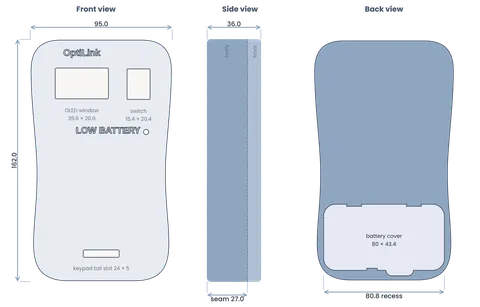 Front view
Side view
Back view
95.0
36.0
OptiLink
body
back
OLED window
35.6 × 20.6
switch
15.4 × 20.4
LOW BATTERY
162.0
battery cover
80 × 43.4
keypad tail slot 24 × 5
seam 27.0
80.8 recess